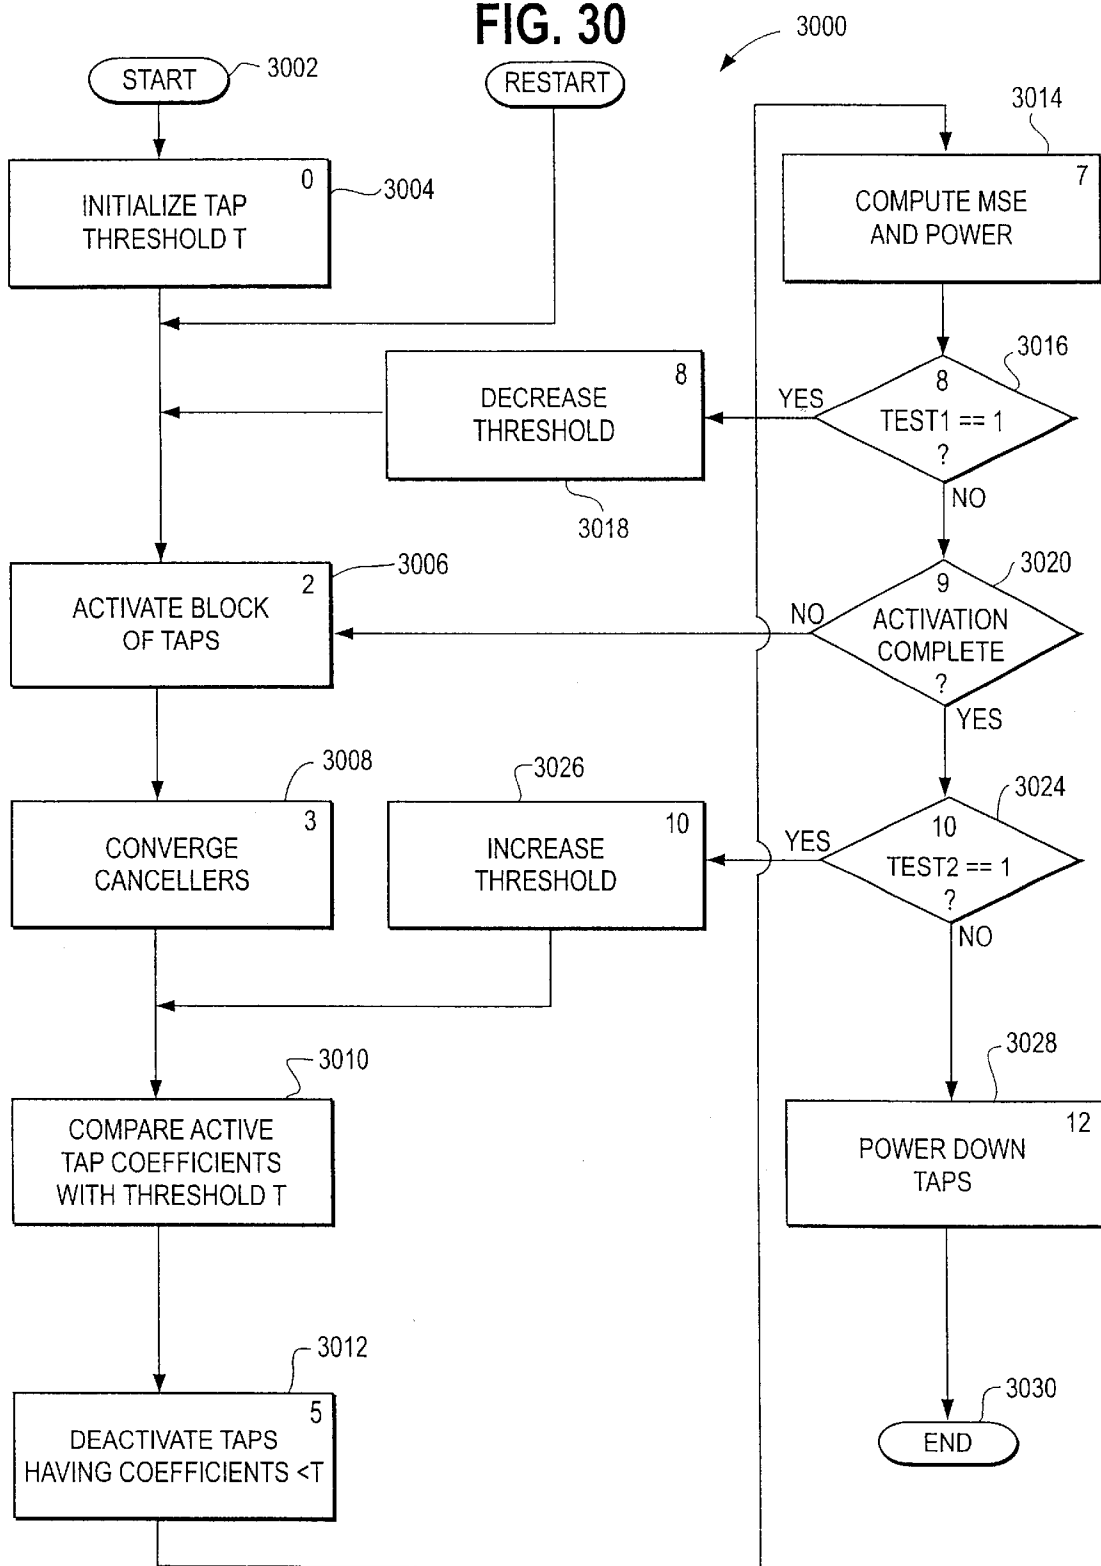 FIG. 30
3000
START
3002
RESTART
0
INITIALIZE TAP
THRESHOLD T
3004
8
DECREASE
THRESHOLD
3018
2
ACTIVATE BLOCK
OF TAPS
3006
3
CONVERGE
CANCELLERS
3008
10
INCREASE
THRESHOLD
3026
COMPARE ACTIVE
TAP COEFFICIENTS
WITH THRESHOLD T
3010
5
DEACTIVATE TAPS
HAVING COEFFICIENTS <T
3012
3014
7
COMPUTE MSE
AND POWER
3016
8
TEST1 == 1
?
YES
NO
3020
9
ACTIVATION
COMPLETE
?
NO
YES
3024
10
TEST2 == 1
?
YES
NO
3028
12
POWER DOWN
TAPS
3030
END